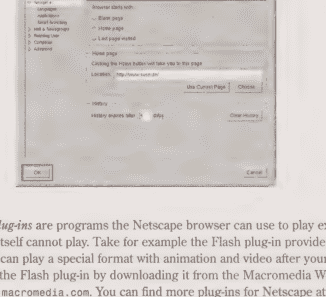 Navigator
Languages
Applications
Smart Browsing
Mail & Newsgroups
Roaming User
Composer
Advanced
Browser starts with
Blank page
Home page
Last page visited
Home page
Clicking the Home button will take you to this page
Location:
Use Current Page
Choose
History
History expires after
days
Clear History
OK
Cancel
lug-ins are programs the Netscape browser can use to play ex
itself cannot play. Take for example the Flash plug-in provide
can play a special format with animation and video after your
the Flash plug-in by downloading it from the Macromedia W
macromedia.com. You can find more plug-ins for Netscape at